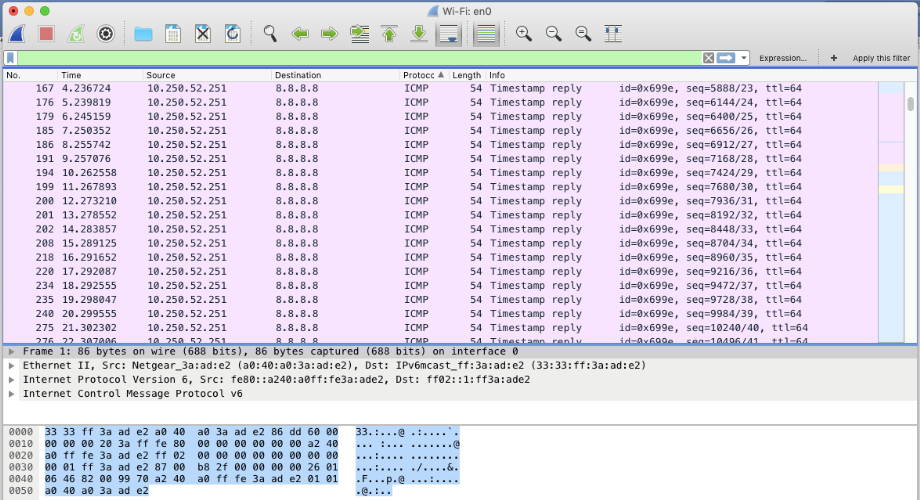 Wi-Fi: en0
Expression... + Apply this filter
No. Time Source Destination Protocc Length Info
167 4.236724 10.250.52.251 8.8.8.8 ICMP 54 Timestamp reply id=0x699e, seq=5888/23, ttl=64
176 5.239819 10.250.52.251 8.8.8.8 ICMP 54 Timestamp reply id=0x699e, seq=6144/24, ttl=64
179 6.245159 10.250.52.251 8.8.8.8 ICMP 54 Timestamp reply id=0x699e, seq=6400/25, ttl=64
185 7.250352 10.250.52.251 8.8.8.8 ICMP 54 Timestamp reply id=0x699e, seq=6656/26, ttl=64
186 8.255742 10.250.52.251 8.8.8.8 ICMP 54 Timestamp reply id=0x699e, seq=6912/27, ttl=64
191 9.257076 10.250.52.251 8.8.8.8 ICMP 54 Timestamp reply id=0x699e, seq=7168/28, ttl=64
194 10.262558 10.250.52.251 8.8.8.8 ICMP 54 Timestamp reply id=0x699e, seq=7424/29, ttl=64
199 11.267893 10.250.52.251 8.8.8.8 ICMP 54 Timestamp reply id=0x699e, seq=7680/30, ttl=64
200 12.273210 10.250.52.251 8.8.8.8 ICMP 54 Timestamp reply id=0x699e, seq=7936/31, ttl=64
201 13.278552 10.250.52.251 8.8.8.8 ICMP 54 Timestamp reply id=0x699e, seq=8192/32, ttl=64
202 14.283857 10.250.52.251 8.8.8.8 ICMP 54 Timestamp reply id=0x699e, seq=8448/33, ttl=64
208 15.289125 10.250.52.251 8.8.8.8 ICMP 54 Timestamp reply id=0x699e, seq=8704/34, ttl=64
218 16.291652 10.250.52.251 8.8.8.8 ICMP 54 Timestamp reply id=0x699e, seq=8960/35, ttl=64
220 17.292087 10.250.52.251 8.8.8.8 ICMP 54 Timestamp reply id=0x699e, seq=9216/36, ttl=64
234 18.292555 10.250.52.251 8.8.8.8 ICMP 54 Timestamp reply id=0x699e, seq=9472/37, ttl=64
235 19.298047 10.250.52.251 8.8.8.8 ICMP 54 Timestamp reply id=0x699e, seq=9728/38, ttl=64
240 20.299555 10.250.52.251 8.8.8.8 ICMP 54 Timestamp reply id=0x699e, seq=9984/39, ttl=64
275 21.302302 10.250.52.251 8.8.8.8 ICMP 54 Timestamp reply id=0x699e, seq=10240/40, ttl=64
276 22.307006 10.250.52.251 8.8.8.8 ICMP 54 Timestamp reply id=0x699e, seq=10496/41, ttl=64
Frame 1: 86 bytes on wire (688 bits), 86 bytes captured (688 bits) on interface 0
Ethernet II, Src: Netgear_3a:ad:e2 (a0:40:a0:3a:ad:e2), Dst: IPv6mcast_ff:3a:ad:e2 (33:33:ff:3a:ad:e2)
Internet Protocol Version 6, Src: fe80::a240:a0ff:fe3a:ade2, Dst: ff02::1:ff3a:ade2
Internet Control Message Protocol v6
0000 33 33 ff 3a ad e2 a0 40 a0 3a ad e2 86 dd 60 00 33.:...@ .:....`.
0010 00 00 00 20 3a ff fe 80 00 00 00 00 00 00 a2 40 ... :... .......@
0020 a0 ff fe 3a ad e2 ff 02 00 00 00 00 00 00 00 00 ...:.... ........
0030 00 01 ff 3a ad e2 87 00 b8 2f 00 00 00 00 26 01 ...:.... ./....&.
0040 06 46 82 00 99 70 a2 40 a0 ff fe 3a ad e2 01 01 .F...p.@ ...:....
0050 a0 40 a0 3a ad e2 .@.:..